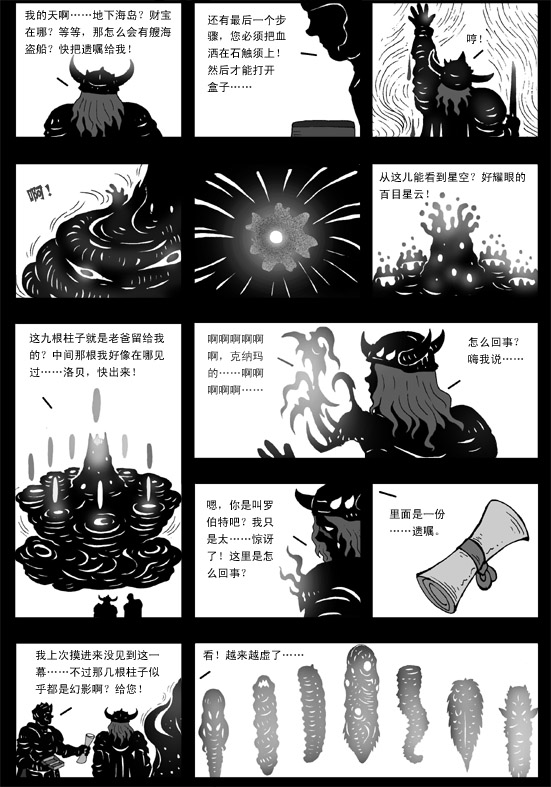 我的天啊……地下海岛？财宝
在哪？等等，那怎么会有艘海
盗船？快把遗嘱给我！
还有最后一个步
骤，您必须把血
洒在石触须上！
然后才能打开
盒子……
哼！
啊！
从这儿能看到星空？好耀眼的
百目星云！
这九根柱子就是老爸留给我
的？中间那根我好像在哪见
过……洛贝，快出来！
啊啊啊啊啊啊
啊，克纳玛
的……啊啊
啊啊啊……
怎么回事？
嗨我说……
嗯，你是叫罗
伯特吧？我只
是太……惊讶
了！这里是怎
么回事？
里面是一份
……遗嘱。
我上次摸进来没见到这一
幕……不过那几根柱子似
乎都是幻影啊？给您！
看！越来越虚了……